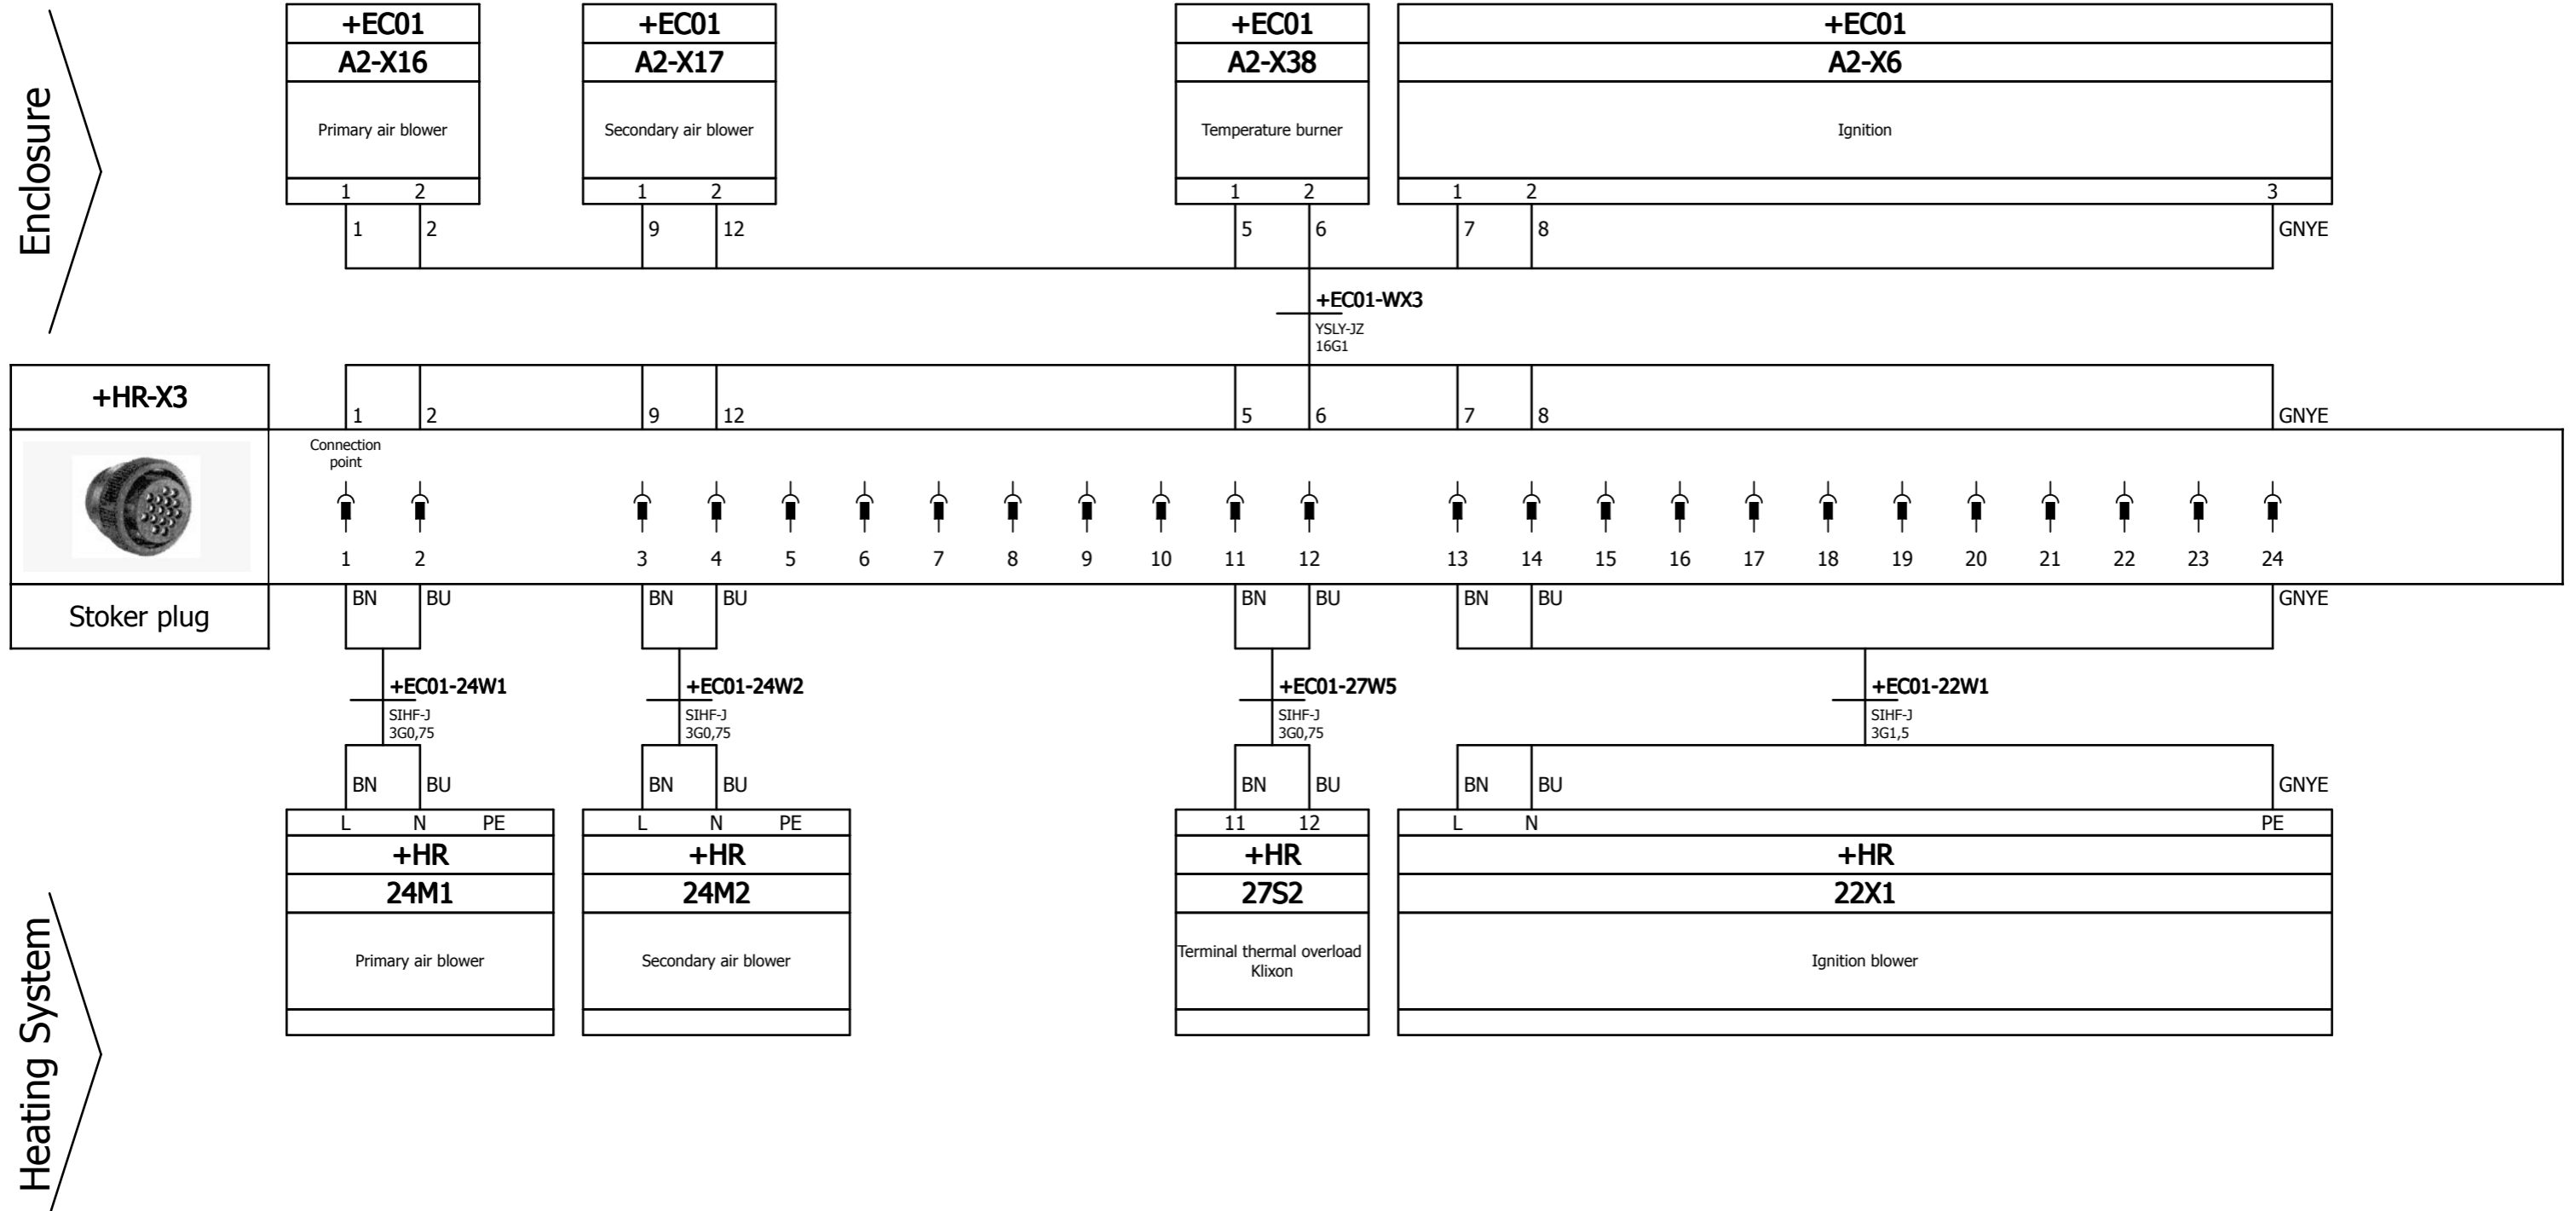 Enclosure
+EC01
+EC01
+EC01
+EC01
A2-X16
A2-X17
A2-X38
A2-X6
Primary air blower
Secondary air blower
Temperature burner
Ignition
1 2
1 2
1 2
1 2 3
1 2 9 12 5 6 7 8 GNYE
+EC01-WX3
YSLY-JZ
16G1
+HR-X3
1 2 9 12 5 6 7 8 GNYE
Connection
point
1 2 3 4 5 6 7 8 9 10 11 12 13 14 15 16 17 18 19 20 21 22 23 24
Stoker plug
BN BU BN BU BN BU BN BU GNYE
+EC01-24W1
SIHF-J
3G0,75
+EC01-24W2
SIHF-J
3G0,75
+EC01-27W5
SIHF-J
3G0,75
+EC01-22W1
SIHF-J
3G1,5
BN BU BN BU BN BU BN BU GNYE
L N PE
L N PE
11 12
L N PE
+HR
+HR
+HR
+HR
24M1
24M2
27S2
22X1
Primary air blower
Secondary air blower
Terminal thermal overload
Klixon
Ignition blower
Heating System